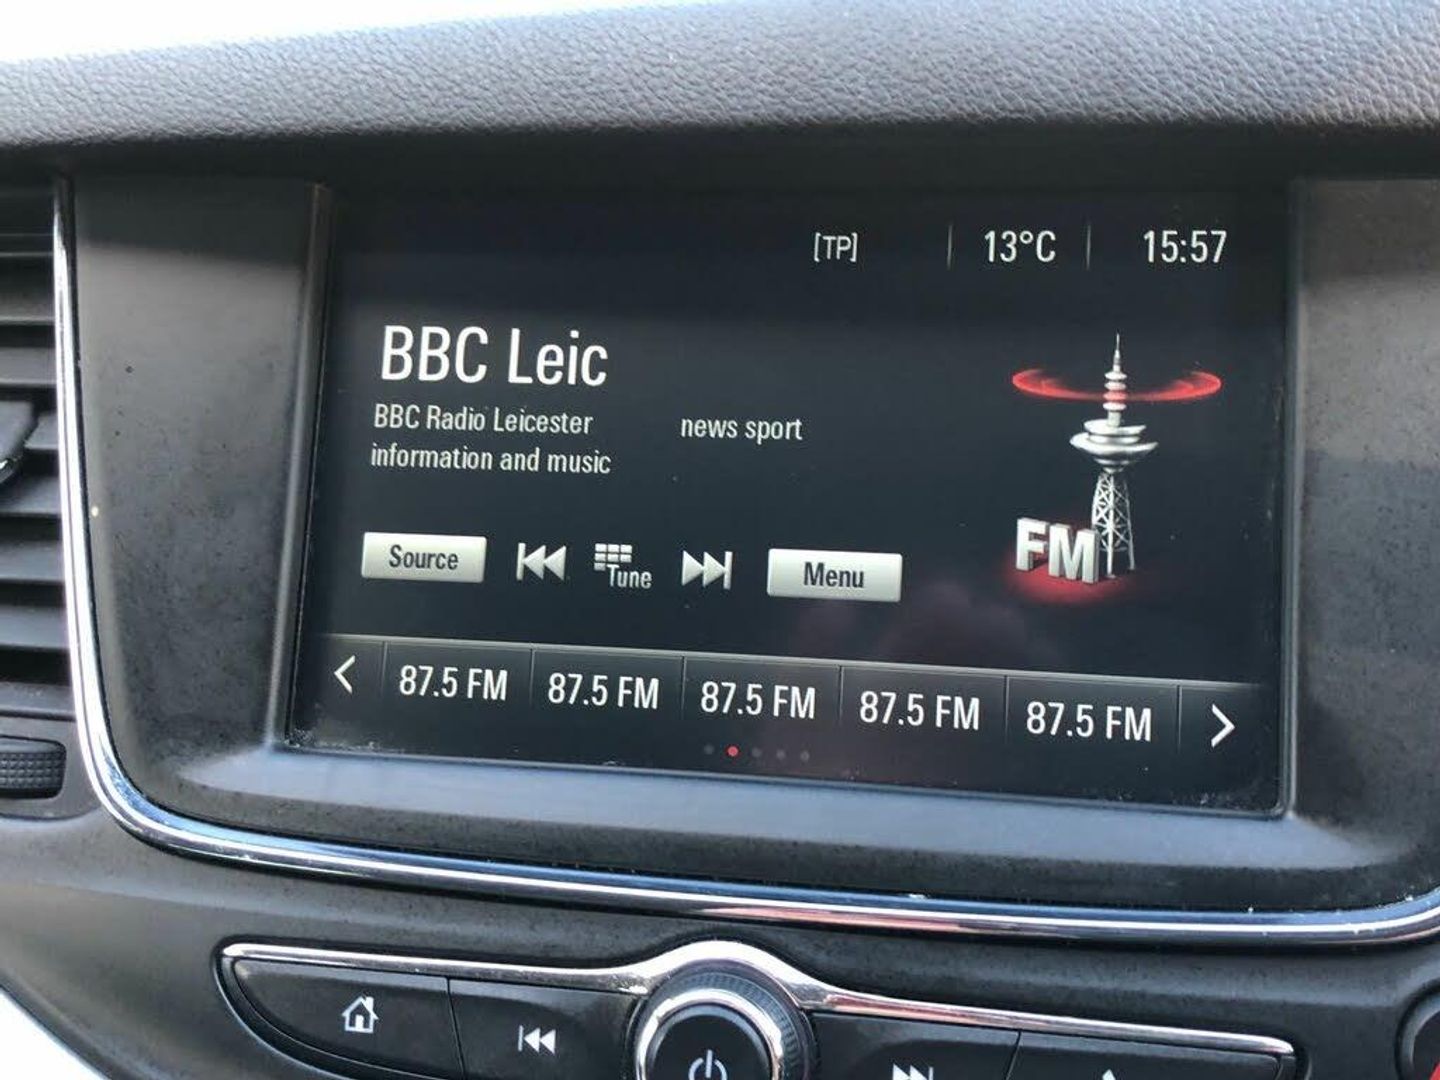 [TP] 13°C 15:57
BBC Leic
BBC Radio Leicester news sport
information and music
Source Tune Menu
FM
87.5 FM 87.5 FM 87.5 FM 87.5 FM 87.5 FM